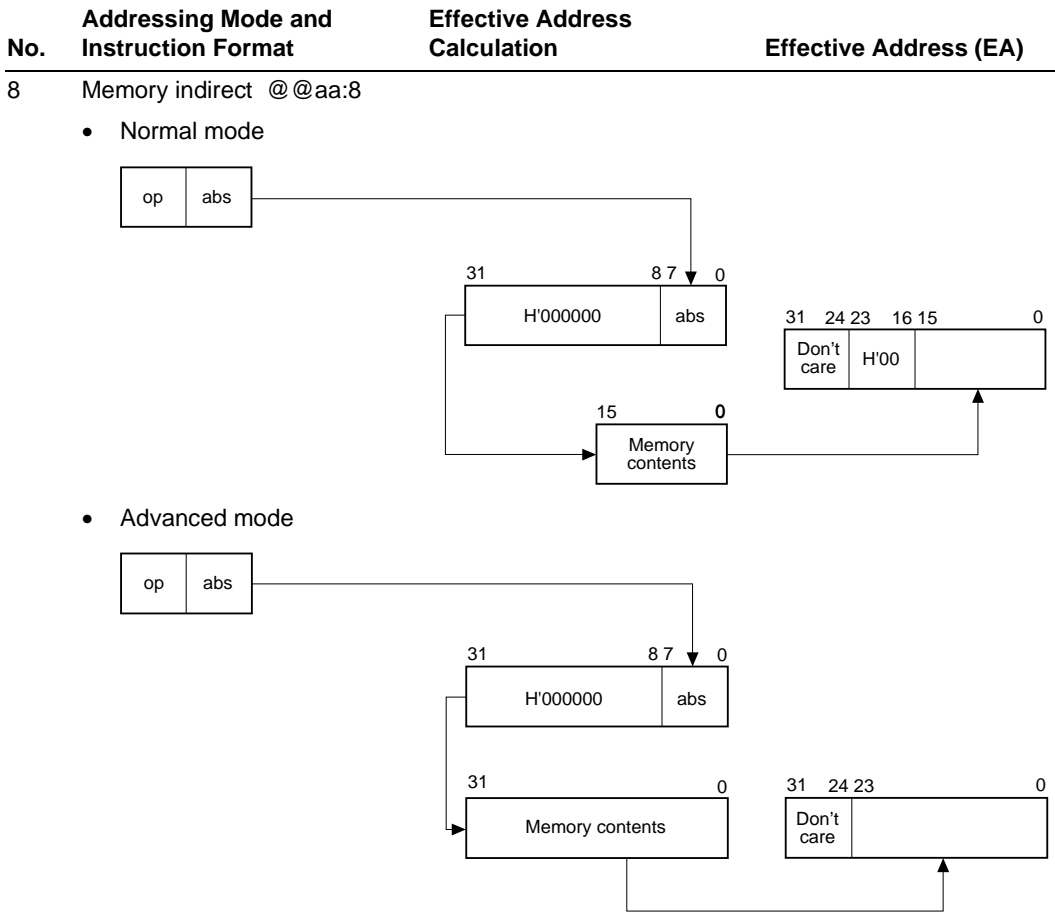 No. Addressing Mode and Instruction Format Effective Address Calculation Effective Address (EA)
8 Memory indirect @@aa:8
• Normal mode
op abs
31 8 7 0
H'000000 abs
31 24 23 16 15 0
Don't care H'00
15 0
Memory contents
• Advanced mode
op abs
31 8 7 0
H'000000 abs
31 0
Memory contents
31 24 23 0
Don't care